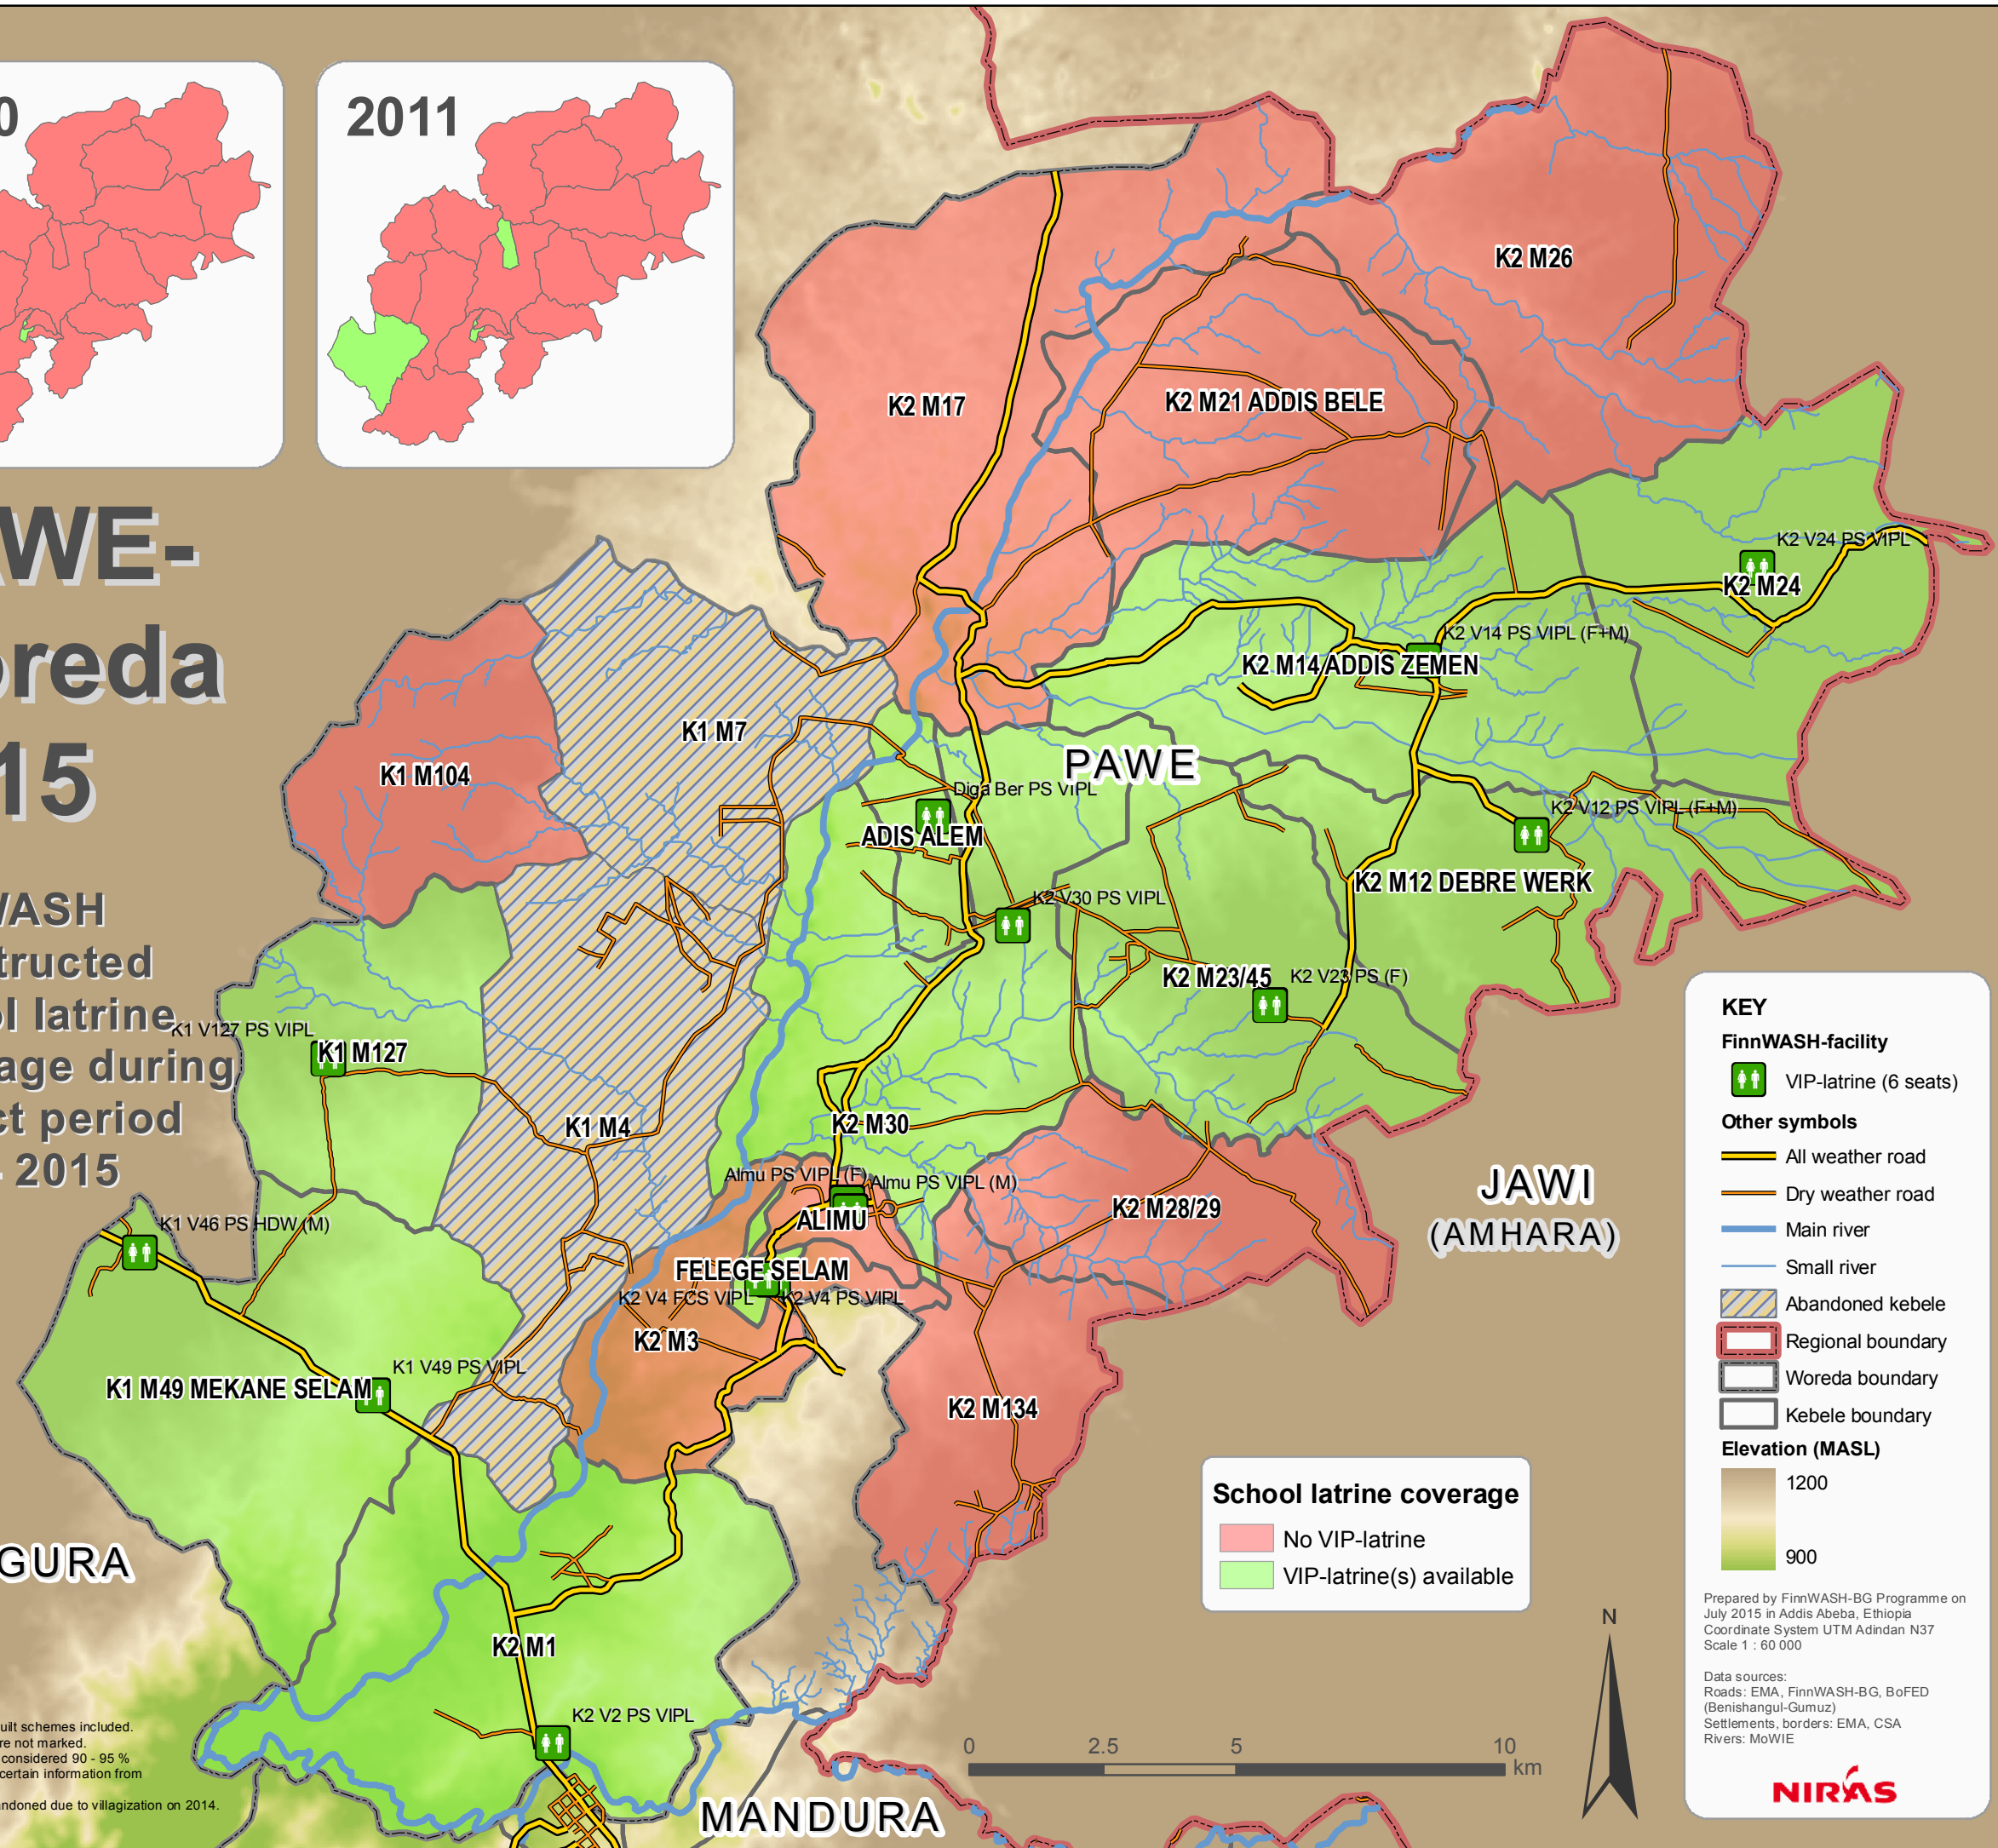 0
2011
AWE-
oreda
15
WASH
tructed
ol latrine
age during
ct period
- 2015
K2 M26
K2 M17
K2 M21 ADDIS BELE
K2 V24 PS VIPL
K2 M24
K2 V14 PS VIPL (F+M)
K2 M14 ADDIS ZEMEN
K1 M7
K1 M104
PAWE
Diga Ber PS VIPL
ADIS ALEM
K2 V12 PS VIPL (F+M)
K2 M12 DEBRE WERK
K2 V30 PS VIPL
K2 M23/45
K2 V23 PS (F)
K1 V127 PS VIPL
K1 M127
K1 M4
K2 M30
Almu PS VIPL (F)
Almu PS VIPL (M)
ALIMU
K2 M28/29
JAWI
(AMHARA)
K1 V46 PS HDW (M)
FELEGE SELAM
K2 V4 FCS VIPL
K2 V4 PS VIPL
K2 M3
K1 V49 PS VIPL
K1 M49 MEKANE SELAM
K2 M134
GURA
K2 M1
K2 V2 PS VIPL
MANDURA
uilt schemes included.
re not marked.
considered 90 - 95 %
certain information from
ndoned due to villagization on 2014.
School latrine coverage
No VIP-latrine
VIP-latrine(s) available
0 2.5 5 10
km
N
KEY
FinnWASH-facility
VIP-latrine (6 seats)
Other symbols
All weather road
Dry weather road
Main river
Small river
Abandoned kebele
Regional boundary
Woreda boundary
Kebele boundary
Elevation (MASL)
1200
900
Prepared by FinnWASH-BG Programme on
July 2015 in Addis Abeba, Ethiopia
Coordinate System UTM Adindan N37
Scale 1 : 60 000
Data sources:
Roads: EMA, FinnWASH-BG, BoFED
(Benishangul-Gumuz)
Settlements, borders: EMA, CSA
Rivers: MoWIE
NIRAS